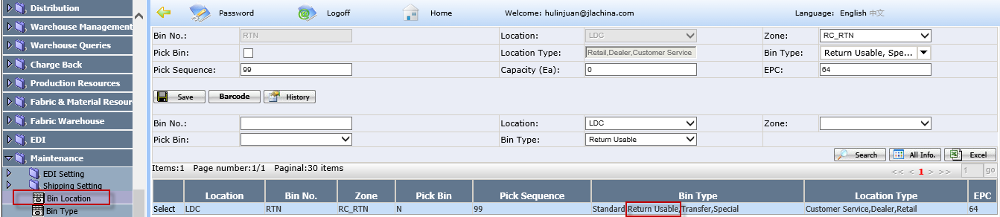 Distribution
Warehouse Management
Warehouse Queries
Charge Back
Production Resources
Fabric & Material Resour
Fabric Warehouse
EDI
Maintenance
EDI Setting
Shipping Setting
Bin Location
Bin Type
Password Logoff Home Welcome: hulinjuan@jlachina.com Language: English 中文
Bin No.: RTN Location: LDC Zone: RC_RTN
Pick Bin: Location Type: Retail,Dealer,Customer Service Bin Type: Return Usable, Spe...
Pick Sequence: 99 Capacity (Ea): 0 EPC: 64
Save Barcode History
Bin No.: Location: LDC Zone:
Pick Bin: Bin Type: Return Usable
Search All Info. Excel
Items:1 Page number:1/1 Paginal:30 items << < 1 > >> 1 go
Location Bin No. Zone Pick Bin Pick Sequence Bin Type Location Type EPC
Select LDC RTN RC_RTN N 99 Standard,Return Usable,Transfer,Special Customer Service,Dealer,Retail 64